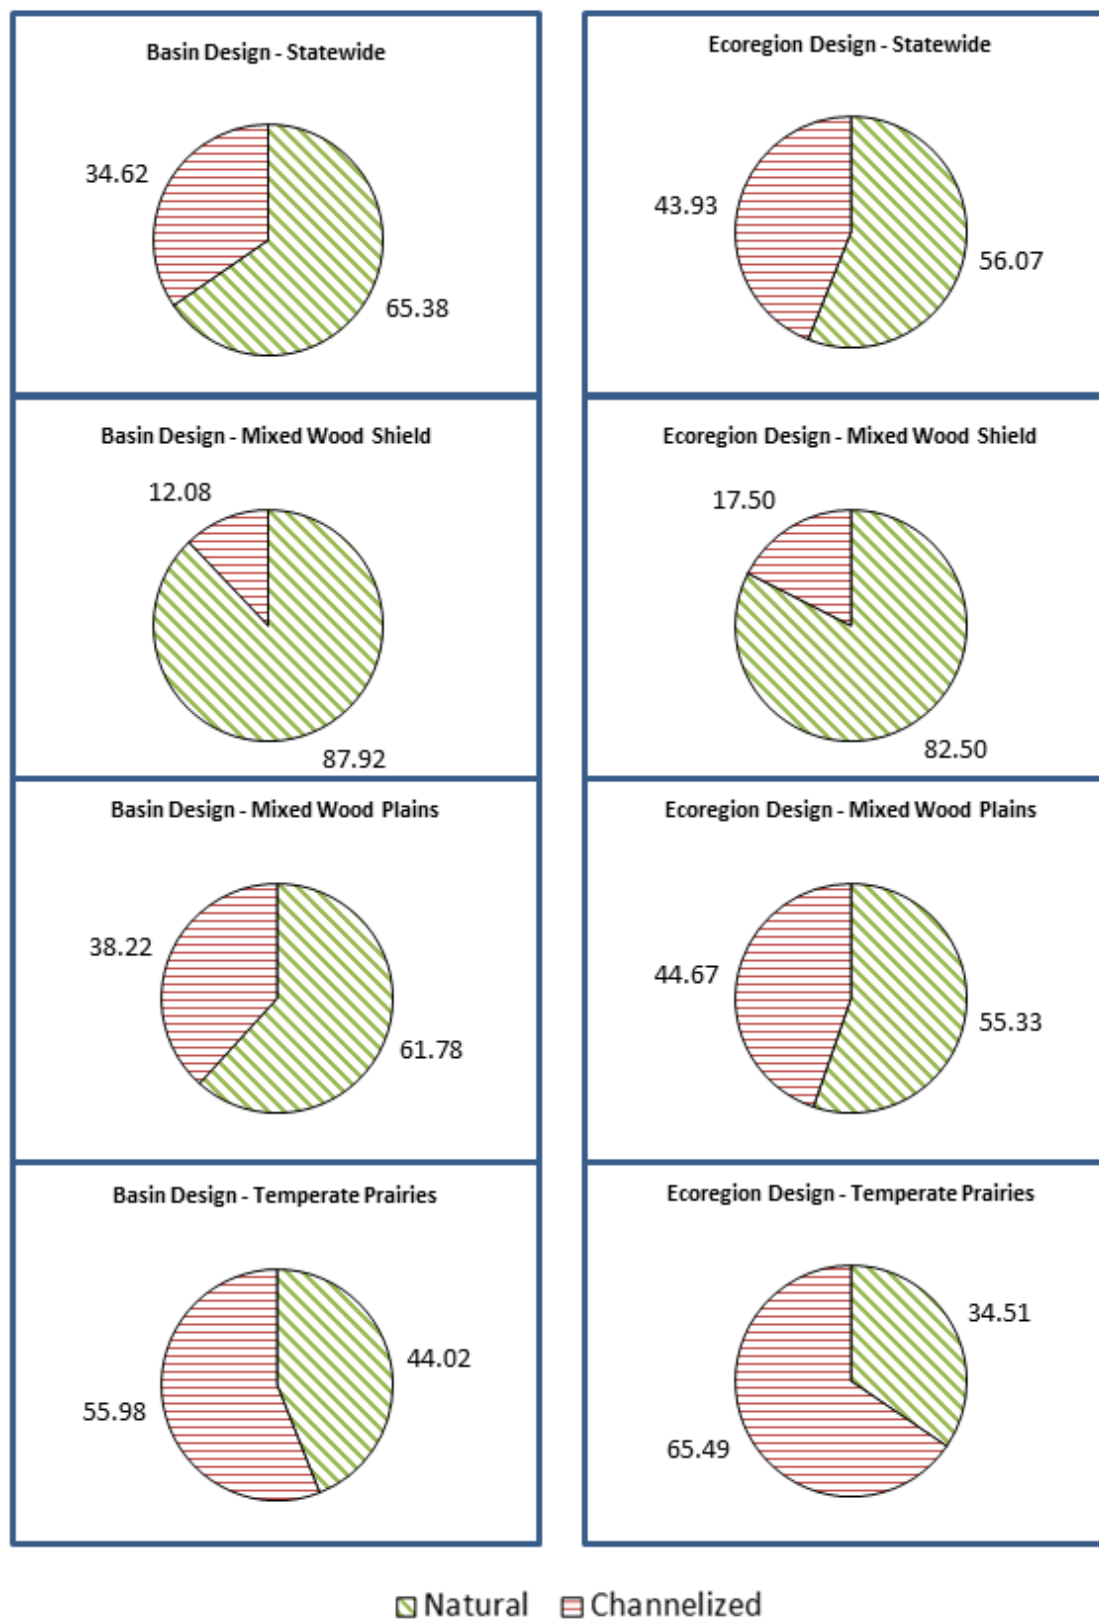 Basin Design - Statewide
34.62
65.38
Ecoregion Design - Statewide
43.93
56.07
Basin Design - Mixed Wood Shield
12.08
87.92
Ecoregion Design - Mixed Wood Shield
17.50
82.50
Basin Design - Mixed Wood Plains
38.22
61.78
Ecoregion Design - Mixed Wood Plains
44.67
55.33
Basin Design - Temperate Prairies
44.02
55.98
Ecoregion Design - Temperate Prairies
34.51
65.49
Natural Channelized